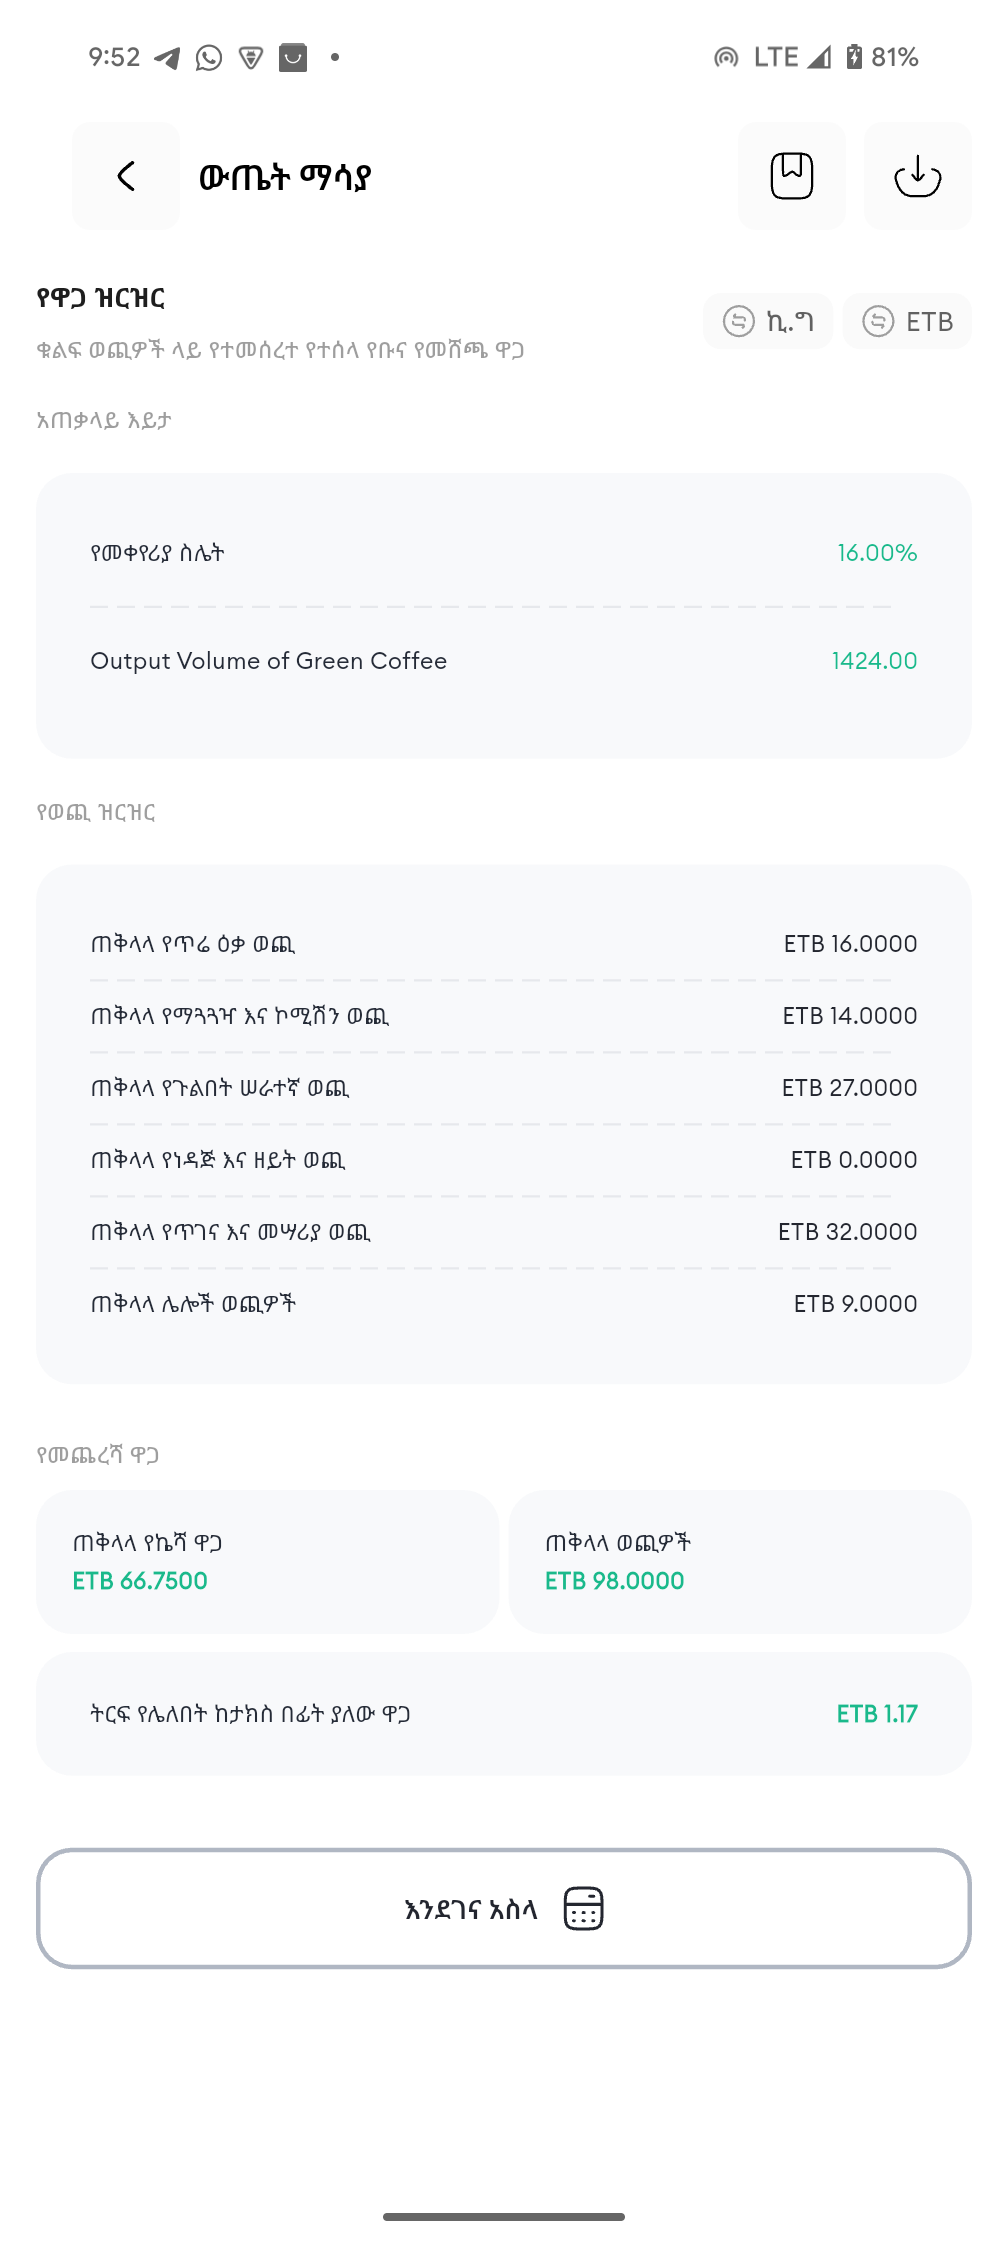 9:52 LTE 81%
ውጤት ማሳያ
የዋጋ ዝርዝር
ኪ.ግ ETB
ቁልፍ ወጪዎች ላይ የተመሰረተ የተሰላ የቡና የመሸጫ ዋጋ
አጠቃላይ እይታ
የመቀየሪያ ስሌት 16.00%
Output Volume of Green Coffee 1424.00
የወጪ ዝርዝር
ጠቅላላ የጥሬ ዕቃ ወጪ ETB 16.0000
ጠቅላላ የማጓጓዣ እና ኮሚሽን ወጪ ETB 14.0000
ጠቅላላ የጉልበት ሠራተኛ ወጪ ETB 27.0000
ጠቅላላ የነዳጅ እና ዘይት ወጪ ETB 0.0000
ጠቅላላ የጥገና እና መሣሪያ ወጪ ETB 32.0000
ጠቅላላ ሌሎች ወጪዎች ETB 9.0000
የመጨረሻ ዋጋ
ጠቅላላ የኬሻ ዋጋ
ETB 66.7500
ጠቅላላ ወጪዎች
ETB 98.0000
ትርፍ የሌለበት ከታክስ በፊት ያለው ዋጋ ETB 1.17
እንደገና አስላ